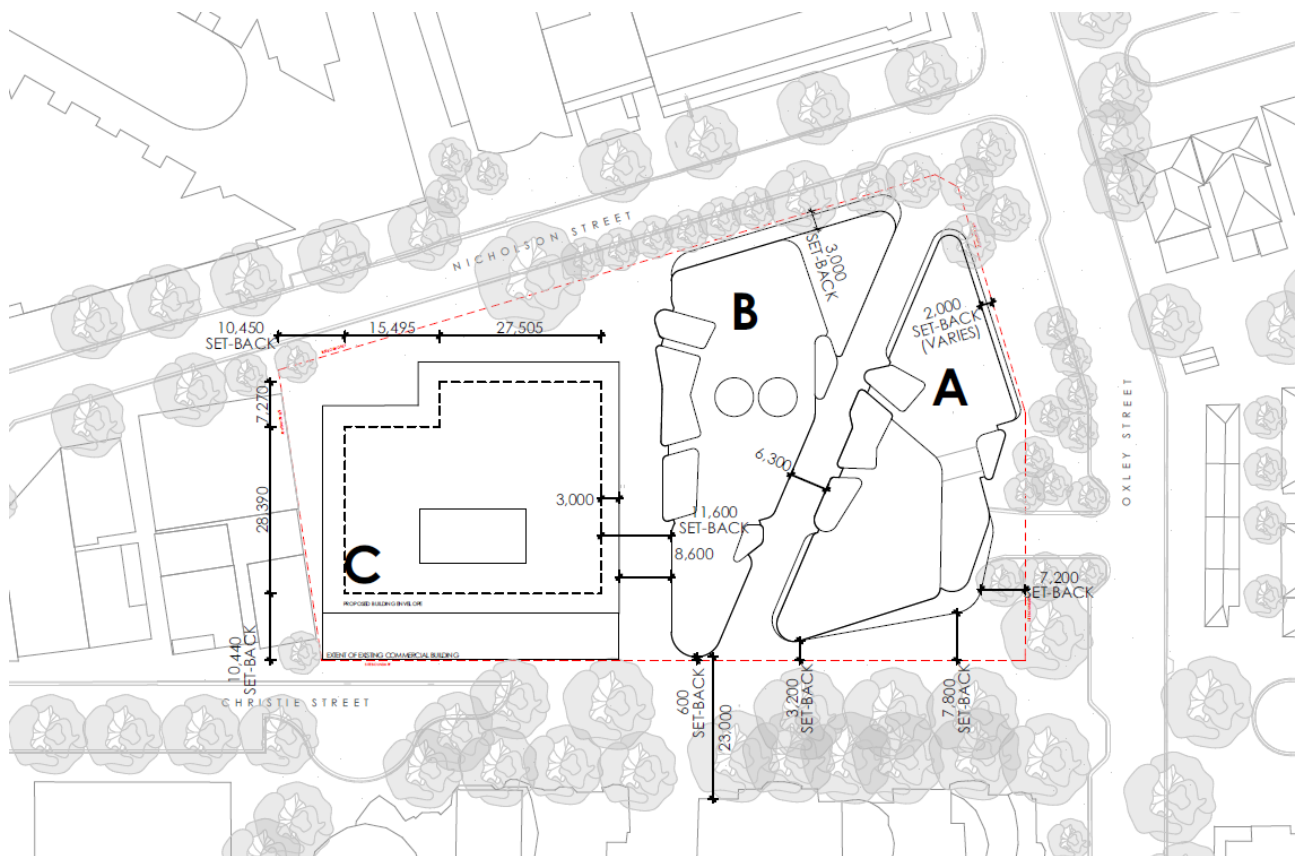 NICHOLSON STREET
3,000
SET-BACK
B
10,450
SET-BACK
15,495
27,505
2,000
SET-BACK
(VARIES)
A
7,270
OXLEY STREET
28,390
6,300
3,000
11,600
SET-BACK
8,600
C
7,200
SET-BACK
PROPOSED BUILDING ENVELOPE
10,440
SET-BACK
EXTENT OF EXISTING COMMERCIAL BUILDING
CHRISTIE STREET
600
SET-BACK
23,000
3,200
SET-BACK
7,800
SET-BACK